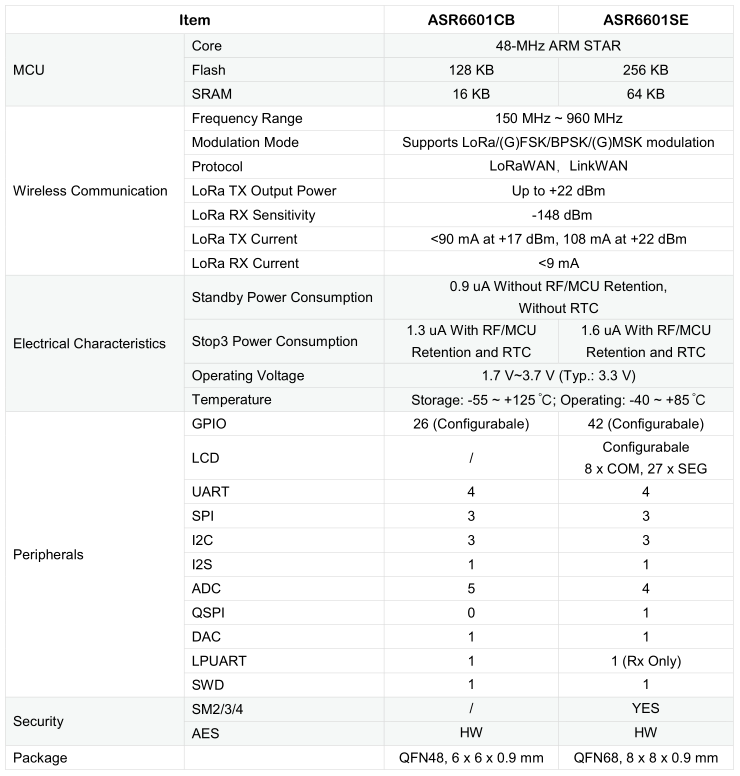 Item ASR6601CB ASR6601SE
MCU
Core 48-MHz ARM STAR
Flash 128 KB 256 KB
SRAM 16 KB 64 KB
Wireless Communication
Frequency Range 150 MHz ~ 960 MHz
Modulation Mode Supports LoRa/(G)FSK/BPSK/(G)MSK modulation
Protocol LoRaWAN、LinkWAN
LoRa TX Output Power Up to +22 dBm
LoRa RX Sensitivity -148 dBm
LoRa TX Current <90 mA at +17 dBm, 108 mA at +22 dBm
LoRa RX Current <9 mA
Electrical Characteristics
Standby Power Consumption 0.9 uA Without RF/MCU Retention,
Without RTC
Stop3 Power Consumption 1.3 uA With RF/MCU 1.6 uA With RF/MCU
Retention and RTC Retention and RTC
Operating Voltage 1.7 V~3.7 V (Typ.: 3.3 V)
Temperature Storage: -55 ~ +125℃; Operating: -40 ~ +85℃
Peripherals
GPIO 26 (Configurabale) 42 (Configurabale)
LCD / Configurabale
8 x COM, 27 x SEG
UART 4 4
SPI 3 3
I2C 3 3
I2S 1 1
ADC 5 4
QSPI 0 1
DAC 1 1
LPUART 1 1 (Rx Only)
SWD 1 1
Security
SM2/3/4 / YES
AES HW HW
Package QFN48, 6 x 6 x 0.9 mm QFN68, 8 x 8 x 0.9 mm